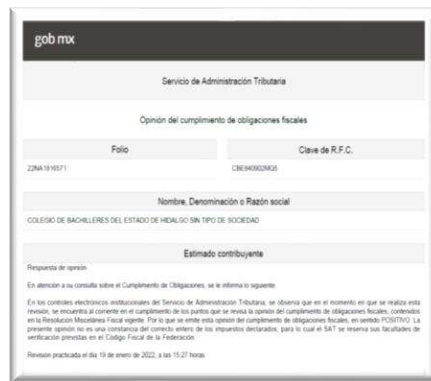 gob mx
Servicio de Administración Tributaria
Opinión del cumplimiento de obligaciones fiscales
Folio
Clave de R.F.C.
22NA1816571
CBE840902MG5
Nombre, Denominación o Razón social
COLEGIO DE BACHILLERES DEL ESTADO DE HIDALGO SIN TIPO DE SOCIEDAD
Estimado contribuyente
Respuesta de opinión
En atención a su consulta sobre el Cumplimiento de Obligaciones, se le informa lo siguiente
En los controles electrónicos institucionales del Servicio de Administración Tributaria, se observa que en el momento en que se realiza esta
revisión, se encuentra al corriente en el cumplimiento de los puntos que se revisa la opinión del cumplimiento de obligaciones fiscales, contenidos
en la Resolución Miscelánea Fiscal vigente. Por lo que se emite esta opinión del cumplimiento de obligaciones fiscales, en sentido POSITIVO. La
presente opinión no es una constancia del correcto entero de los impuestos declarados, para lo cual el SAT se reserva sus facultades de
verificación previstas en el Código Fiscal de la Federación.
Revisión practicada el día 19 de enero de 2022, a las 15:27 horas